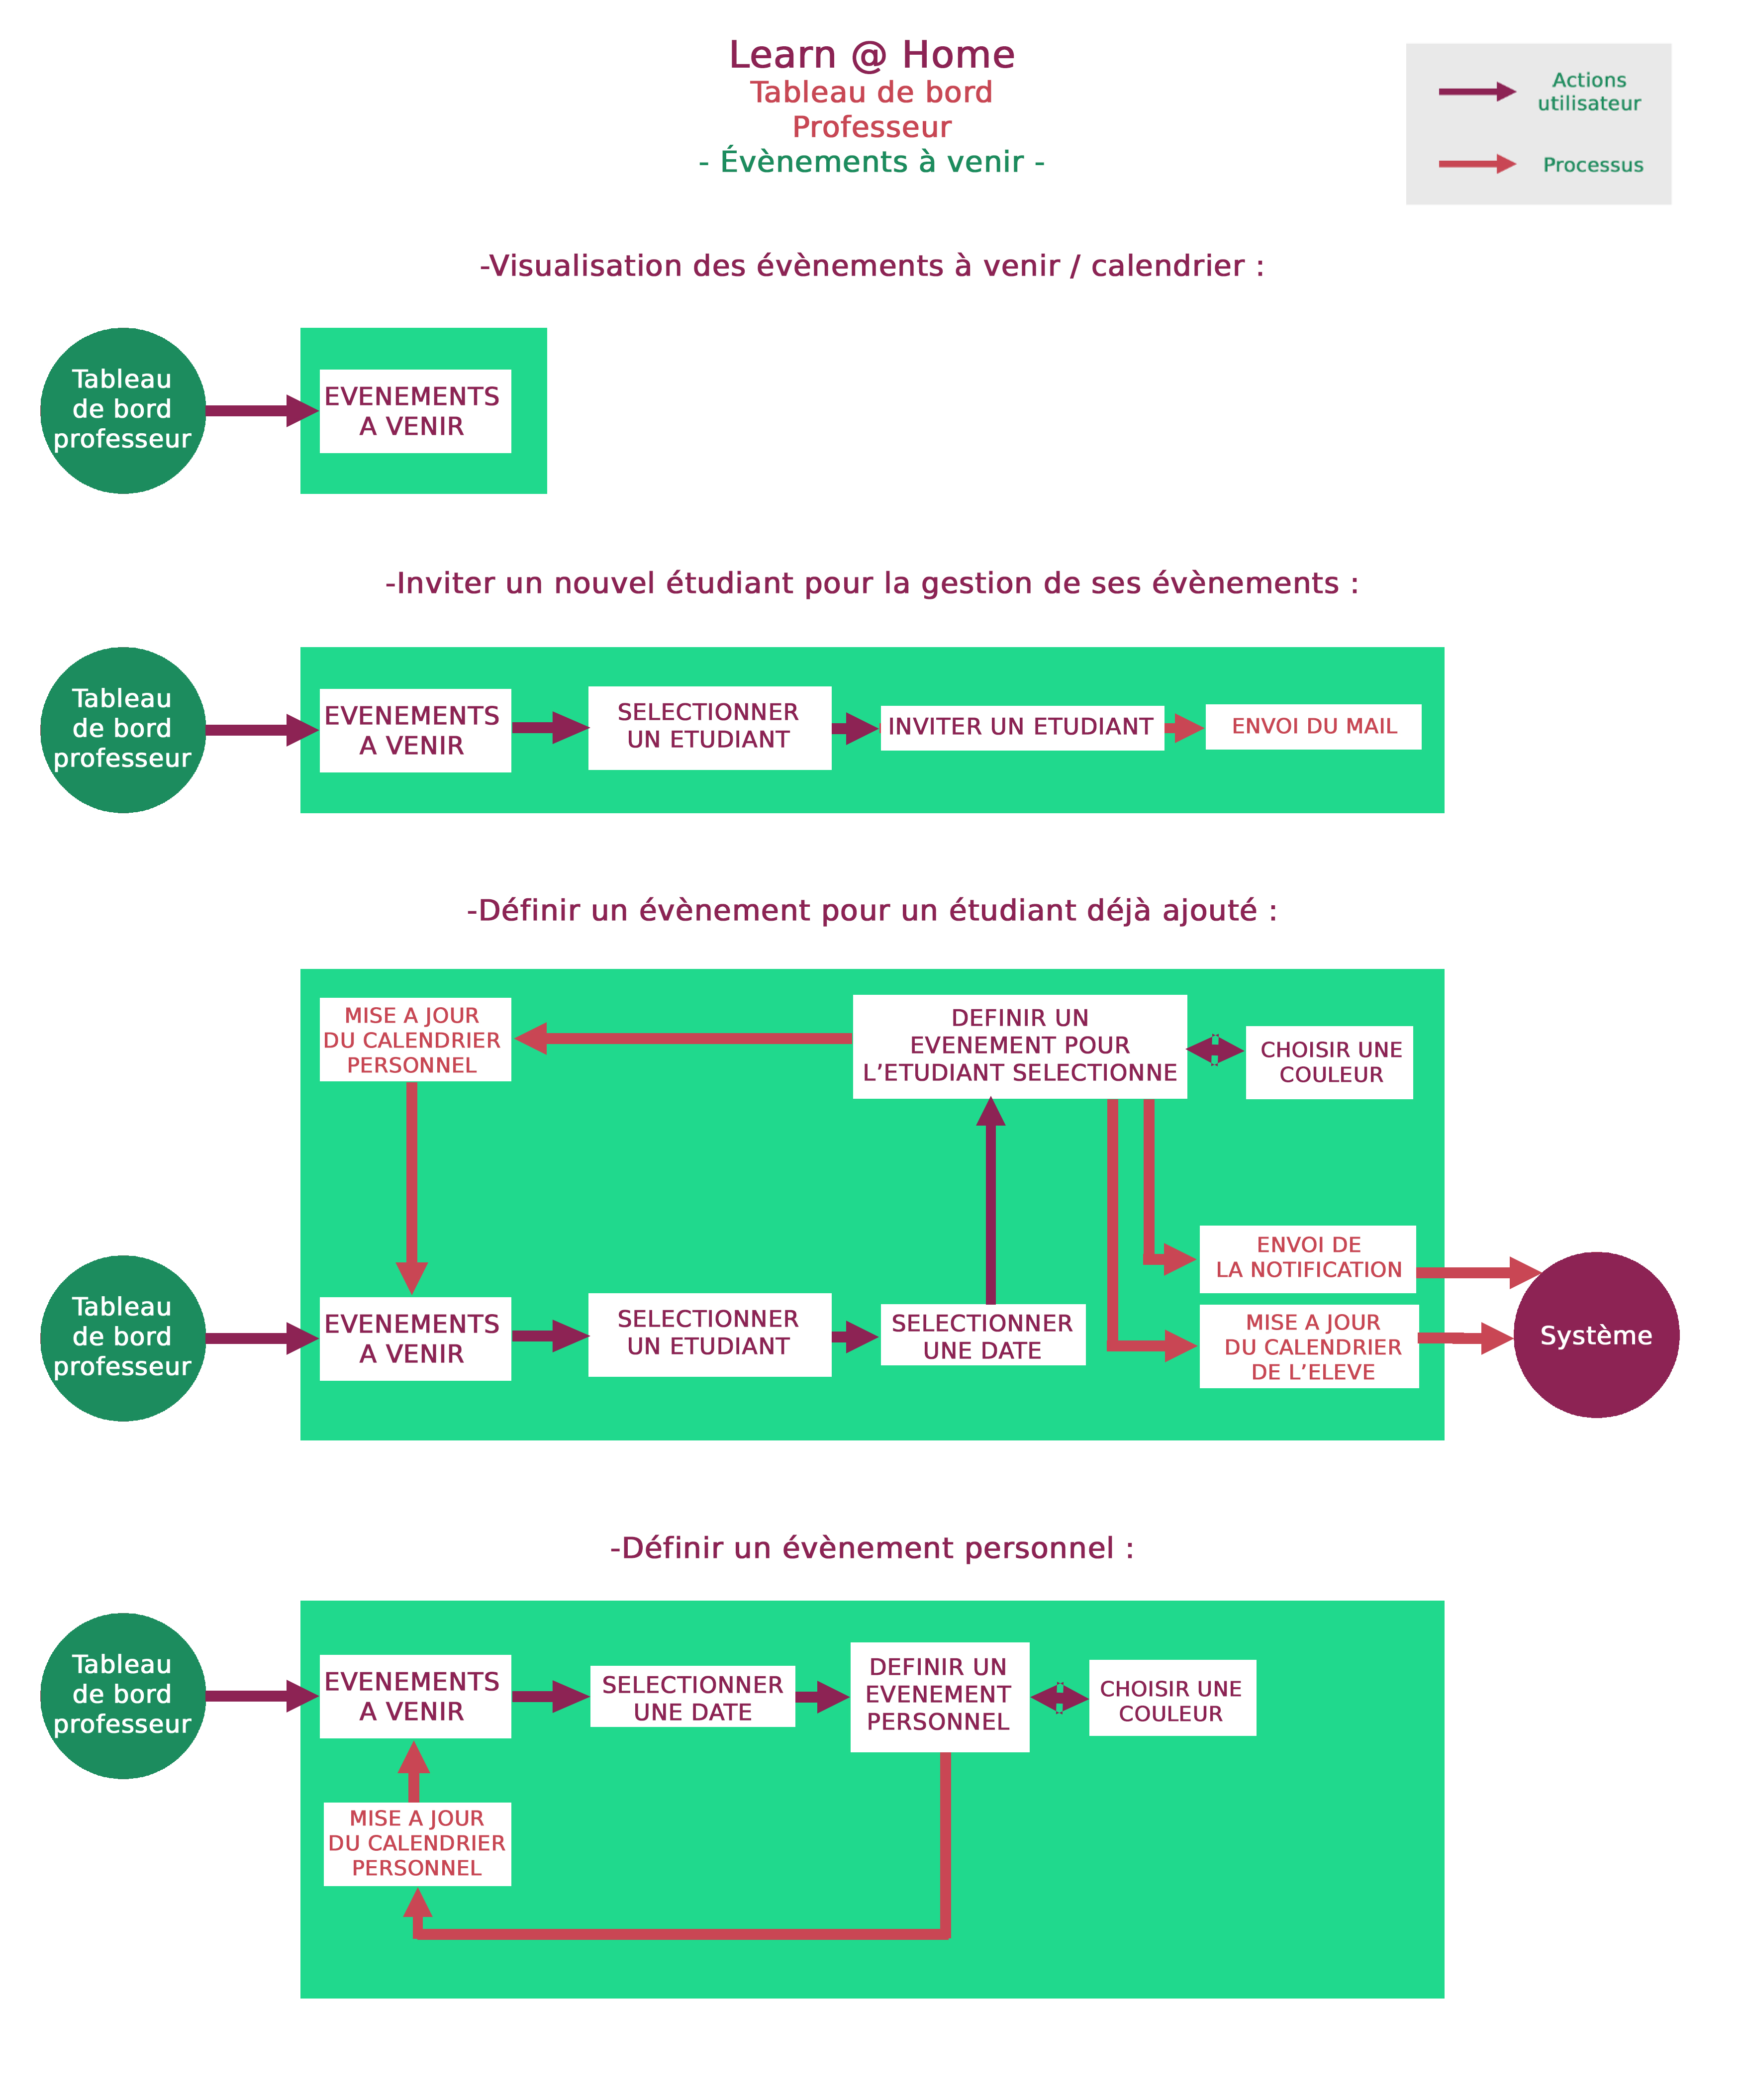 Learn @ Home
Tableau de bord
Professeur
- Évènements à venir -
Actions
utilisateur
Processus
-Visualisation des évènements à venir / calendrier :
Tableau
de bord
professeur
EVENEMENTS
A VENIR
-Inviter un nouvel étudiant pour la gestion de ses évènements :
Tableau
de bord
professeur
EVENEMENTS
A VENIR
SELECTIONNER
UN ETUDIANT
INVITER UN ETUDIANT
ENVOI DU MAIL
-Définir un évènement pour un étudiant déjà ajouté :
MISE A JOUR
DU CALENDRIER
PERSONNEL
DEFINIR UN
EVENEMENT POUR
L’ETUDIANT SELECTIONNE
CHOISIR UNE
COULEUR
Tableau
de bord
professeur
EVENEMENTS
A VENIR
SELECTIONNER
UN ETUDIANT
SELECTIONNER
UNE DATE
ENVOI DE
LA NOTIFICATION
MISE A JOUR
DU CALENDRIER
DE L’ELEVE
Système
-Définir un évènement personnel :
Tableau
de bord
professeur
EVENEMENTS
A VENIR
SELECTIONNER
UNE DATE
DEFINIR UN
EVENEMENT
PERSONNEL
CHOISIR UNE
COULEUR
MISE A JOUR
DU CALENDRIER
PERSONNEL